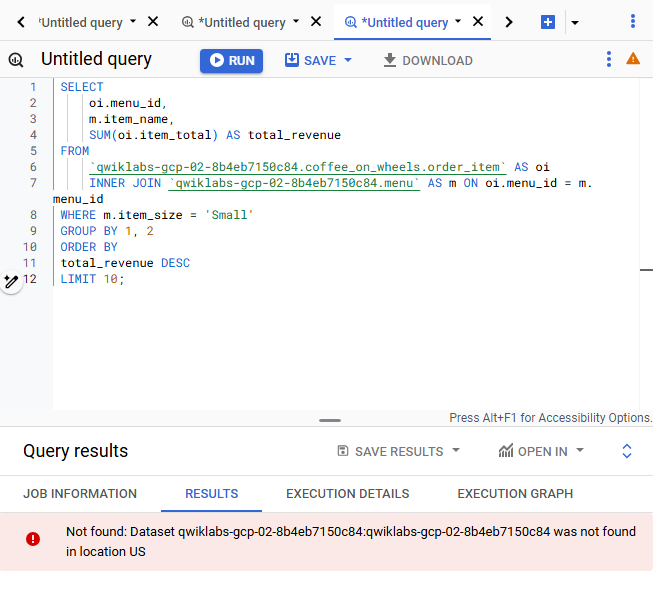 'Untitled query
*Untitled query
*Untitled query
Untitled query
RUN
SAVE
DOWNLOAD
1 SELECT
2 oi.menu_id,
3 m.item_name,
4 SUM(oi.item_total) AS total_revenue
5 FROM
6 `qwiklabs-gcp-02-8b4eb7150c84.coffee_on_wheels.order_item` AS oi
7 INNER JOIN `qwiklabs-gcp-02-8b4eb7150c84.menu` AS m ON oi.menu_id = m.
menu_id
8 WHERE m.item_size = 'Small'
9 GROUP BY 1, 2
10 ORDER BY
11 total_revenue DESC
12 LIMIT 10;
Press Alt+F1 for Accessibility Options.
Query results
SAVE RESULTS
OPEN IN
JOB INFORMATION
RESULTS
EXECUTION DETAILS
EXECUTION GRAPH
Not found: Dataset qwiklabs-gcp-02-8b4eb7150c84:qwiklabs-gcp-02-8b4eb7150c84 was not found
in location US